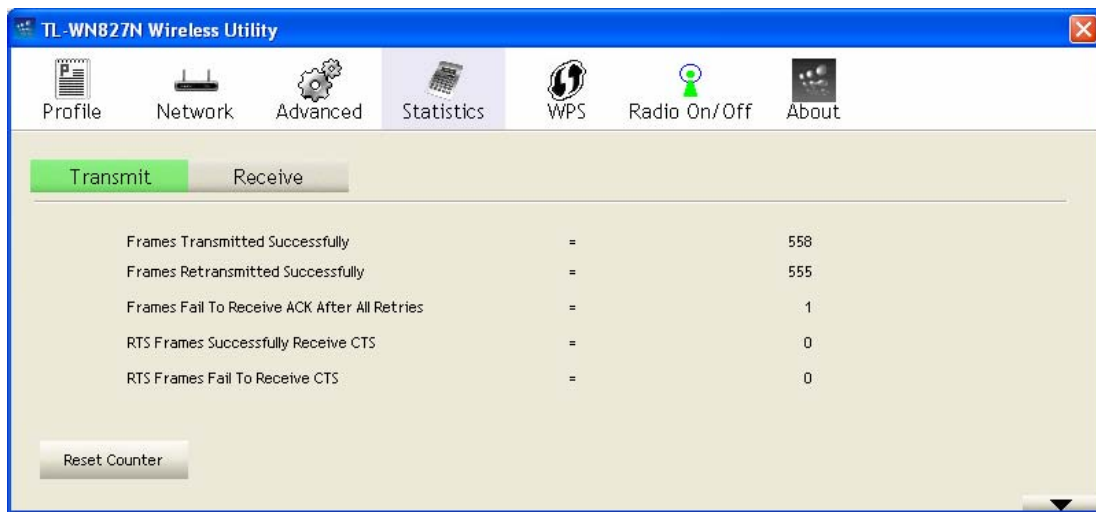 TL-WN827N Wireless Utility
Profile Network Advanced Statistics WPS Radio On/Off About
Transmit Receive
Frames Transmitted Successfully = 558
Frames Retransmitted Successfully = 555
Frames Fail To Receive ACK After All Retries = 1
RTS Frames Successfully Receive CTS = 0
RTS Frames Fail To Receive CTS = 0
Reset Counter